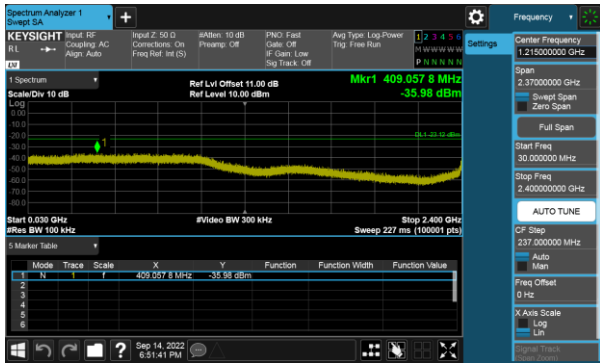 Spectrum Analyzer 1
Swept SA
+
Frequency
KEYSIGHT
Input: RF
Input Z: 50 Ω
#Atten: 10 dB
PNO: Fast
Avg Type: Log-Power
1 2 3 4 5 6
RL
Coupling: AC
Corrections: On
Preamp: Off
Gate: Off
Trig: Free Run
M W W W W W
Align: Auto
Freq Ref: Int (S)
IF Gain: Low
P N N N N N
LXI
Sig Track: Off
1 Spectrum
Ref Lvl Offset 11.00 dB
Mkr1 409.057 8 MHz
Scale/Div 10 dB
Ref Level 10.00 dBm
-35.98 dBm
Log
0.00
-10.0
DL1 -23.12 dBm
-20.0
1
-30.0
-40.0
-50.0
-60.0
-70.0
-80.0
Start 0.030 GHz
#Video BW 300 kHz
Stop 2.400 GHz
#Res BW 100 kHz
Sweep 227 ms (100001 pts)
5 Marker Table
Mode Trace Scale X Y Function Function Width Function Value
1 N 1 f 409.057 8 MHz -35.98 dBm
2
3
4
5
6
Sep 14, 2022
6:51:41 PM
Settings
Center Frequency
1.215000000 GHz
Span
2.37000000 GHz
Swept Span
Zero Span
Full Span
Start Freq
30.000000 MHz
Stop Freq
2.400000000 GHz
AUTO TUNE
CF Step
237.000000 MHz
Auto
Man
Freq Offset
0 Hz
X Axis Scale
Log
Lin
Signal Track
(Span Zoom)